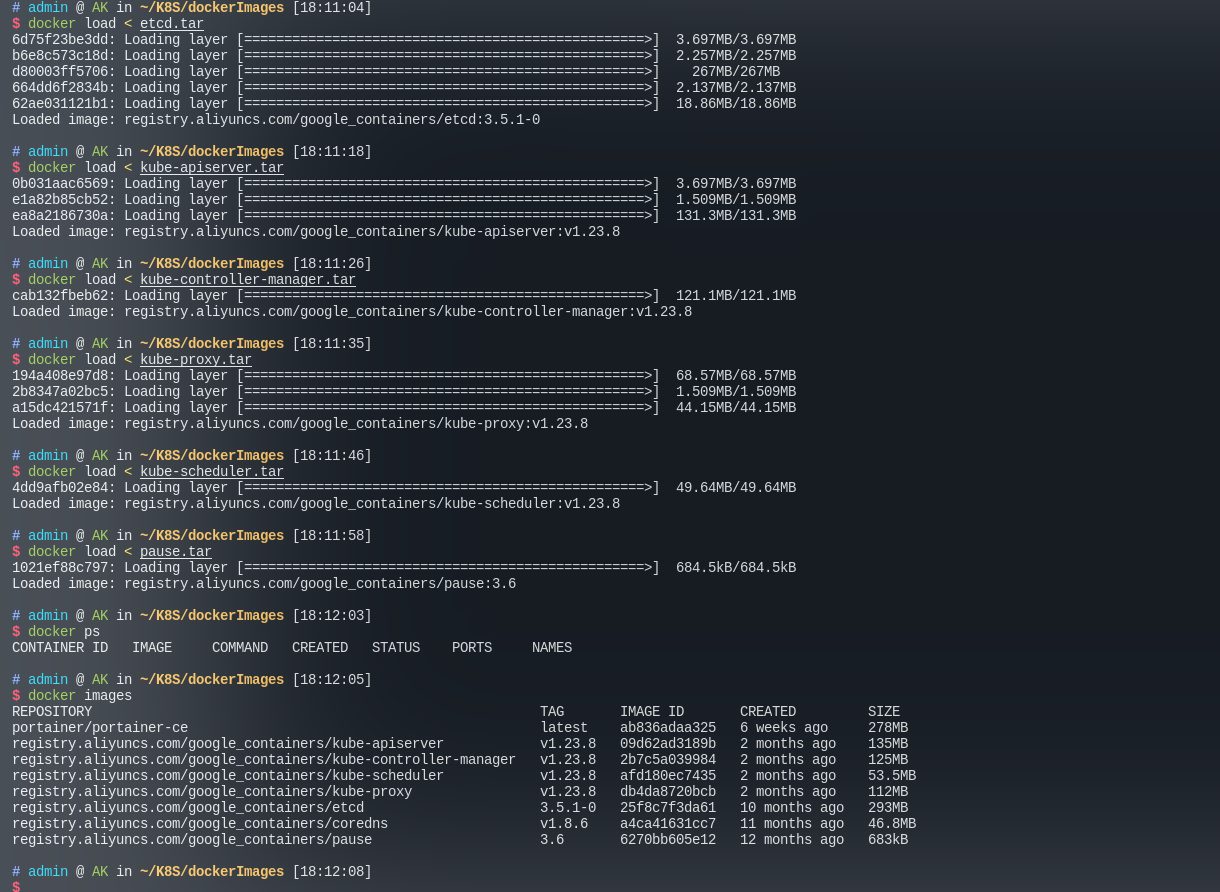 # admin @ AK in ~/K8S/dockerImages [18:11:04]
$ docker load < etcd.tar
6d75f23be3dd: Loading layer [==================================================>]  3.697MB/3.697MB
b6e8c573c18d: Loading layer [==================================================>]  2.257MB/2.257MB
d80003ff5706: Loading layer [==================================================>]    267MB/267MB
664dd6f2834b: Loading layer [==================================================>]  2.137MB/2.137MB
62ae031121b1: Loading layer [==================================================>]  18.86MB/18.86MB
Loaded image: registry.aliyuncs.com/google_containers/etcd:3.5.1-0

# admin @ AK in ~/K8S/dockerImages [18:11:18]
$ docker load < kube-apiserver.tar
0b031aac6569: Loading layer [==================================================>]  3.697MB/3.697MB
e1a82b85cb52: Loading layer [==================================================>]  1.509MB/1.509MB
ea8a2186730a: Loading layer [==================================================>]  131.3MB/131.3MB
Loaded image: registry.aliyuncs.com/google_containers/kube-apiserver:v1.23.8

# admin @ AK in ~/K8S/dockerImages [18:11:26]
$ docker load < kube-controller-manager.tar
cab132fbeb62: Loading layer [==================================================>]  121.1MB/121.1MB
Loaded image: registry.aliyuncs.com/google_containers/kube-controller-manager:v1.23.8

# admin @ AK in ~/K8S/dockerImages [18:11:35]
$ docker load < kube-proxy.tar
194a408e97d8: Loading layer [==================================================>]  68.57MB/68.57MB
2b8347a02bc5: Loading layer [==================================================>]  1.509MB/1.509MB
a15dc421571f: Loading layer [==================================================>]  44.15MB/44.15MB
Loaded image: registry.aliyuncs.com/google_containers/kube-proxy:v1.23.8

# admin @ AK in ~/K8S/dockerImages [18:11:46]
$ docker load < kube-scheduler.tar
4dd9afb02e84: Loading layer [==================================================>]  49.64MB/49.64MB
Loaded image: registry.aliyuncs.com/google_containers/kube-scheduler:v1.23.8

# admin @ AK in ~/K8S/dockerImages [18:11:58]
$ docker load < pause.tar
1021ef88c797: Loading layer [==================================================>]  684.5kB/684.5kB
Loaded image: registry.aliyuncs.com/google_containers/pause:3.6

# admin @ AK in ~/K8S/dockerImages [18:12:03]
$ docker ps
CONTAINER ID   IMAGE     COMMAND   CREATED   STATUS    PORTS     NAMES

# admin @ AK in ~/K8S/dockerImages [18:12:05]
$ docker images
REPOSITORY                                                        TAG       IMAGE ID       CREATED         SIZE
portainer/portainer-ce                                            latest    ab836adaa325   6 weeks ago     278MB
registry.aliyuncs.com/google_containers/kube-apiserver            v1.23.8   09d62ad3189b   2 months ago    135MB
registry.aliyuncs.com/google_containers/kube-controller-manager   v1.23.8   2b7c5a039984   2 months ago    125MB
registry.aliyuncs.com/google_containers/kube-scheduler            v1.23.8   afd180ec7435   2 months ago    53.5MB
registry.aliyuncs.com/google_containers/kube-proxy                v1.23.8   db4da8720bcb   2 months ago    112MB
registry.aliyuncs.com/google_containers/etcd                      3.5.1-0   25f8c7f3da61   10 months ago   293MB
registry.aliyuncs.com/google_containers/coredns                   v1.8.6    a4ca41631cc7   11 months ago   46.8MB
registry.aliyuncs.com/google_containers/pause                     3.6       6270bb605e12   12 months ago   683kB

# admin @ AK in ~/K8S/dockerImages [18:12:08]
$